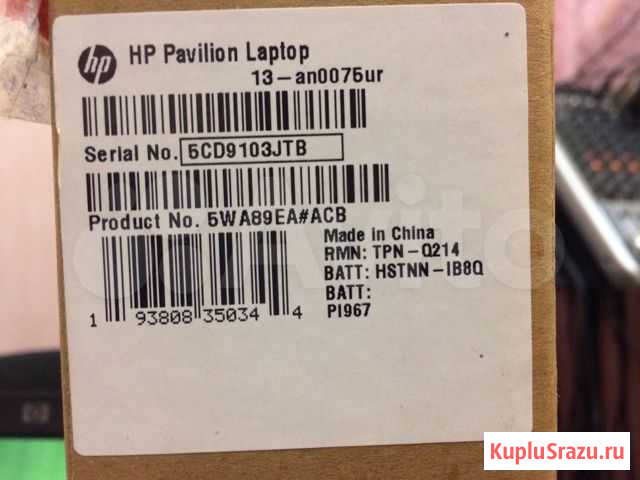 hp
HP Pavilion Laptop
13-an0075ur
Serial No. 5CD9103JTB
Product No. 5WA89EA#ACB
Made in China
RMN: TPN-Q214
BATT: HSTNN-IB8Q
BATT:
PI967
1 93808 35034 4
Avito
KupluSrazu.ru